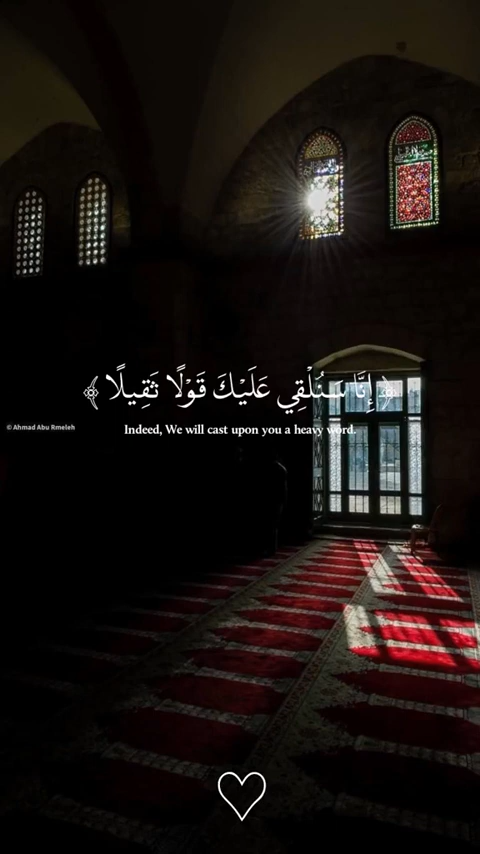 ﴿ إِنَّا سَنُلْقِي عَلَيْكَ قَوْلًا ثَقِيلًا ﴾
Indeed, We will cast upon you a heavy word.
© Ahmad Abu Rmeleh